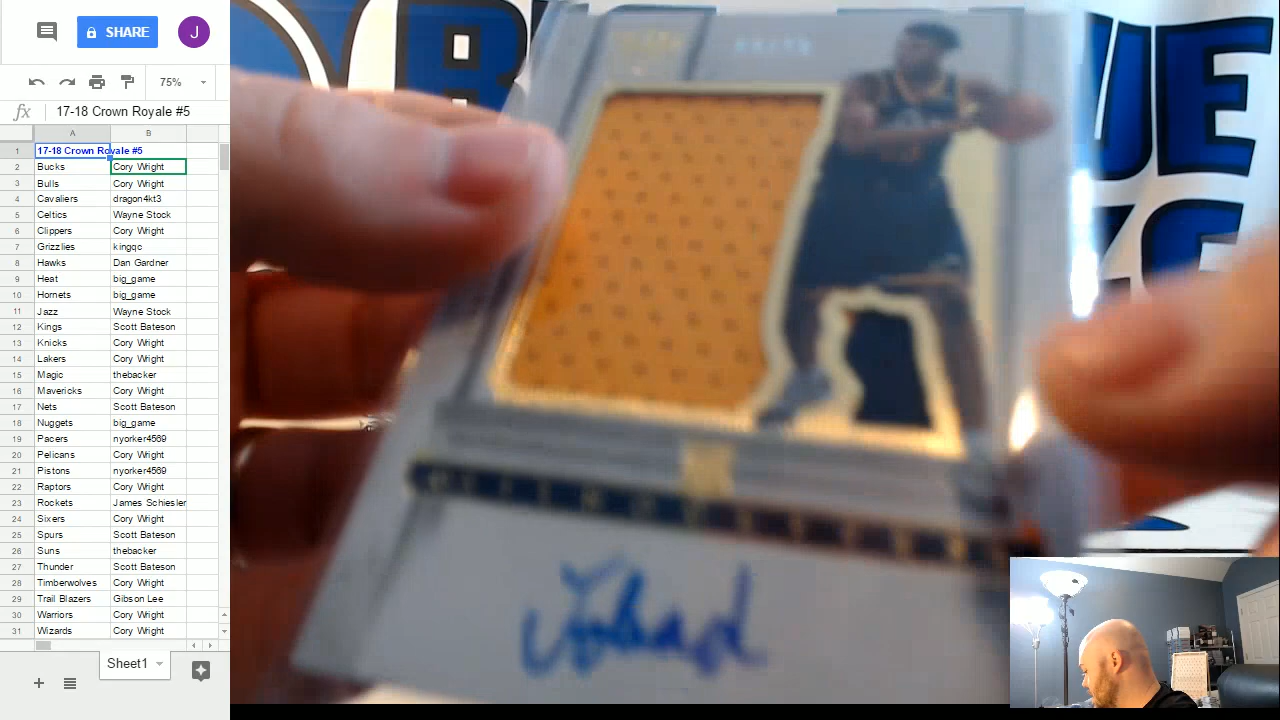 SHARE J
75%
fx 17-18 Crown Royale #5
A B
1 17-18 Crown Royale #5
2 Bucks Cory Wright
3 Bulls Cory Wright
4 Cavaliers dragon4kt3
5 Celtics Wayne Stock
6 Clippers Cory Wright
7 Grizzlies kingqc
8 Hawks Dan Gardner
9 Heat big_game
10 Hornets big_game
11 Jazz Wayne Stock
12 Kings Scott Bateson
13 Knicks Cory Wright
14 Lakers Cory Wright
15 Magic thebacker
16 Mavericks Cory Wright
17 Nets Scott Bateson
18 Nuggets big_game
19 Pacers nyorker4569
20 Pelicans Cory Wright
21 Pistons nyorker4569
22 Raptors Cory Wright
23 Rockets James Schiesler
24 Sixers Cory Wright
25 Spurs Scott Bateson
26 Suns thebacker
27 Thunder Scott Bateson
28 Timberwolves Cory Wright
29 Trail Blazers Gibson Lee
30 Warriors Cory Wright
31 Wizards Cory Wright
Sheet1